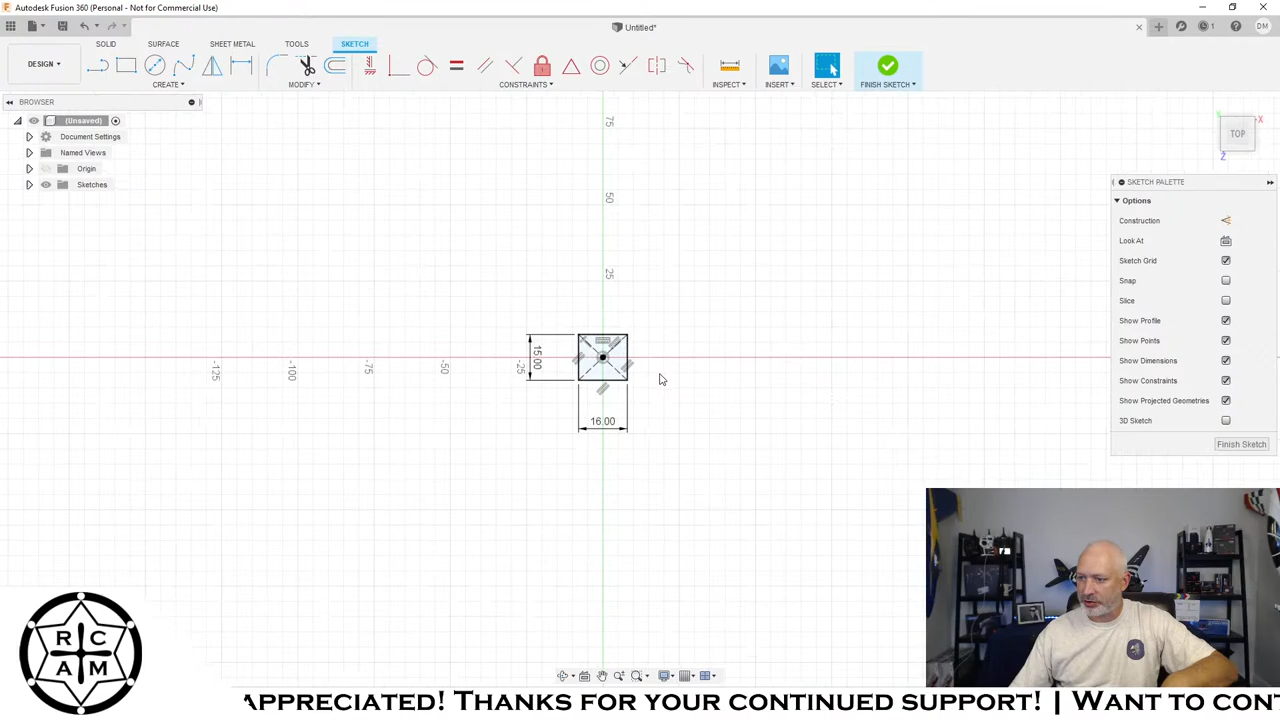 Autodesk Fusion 360 (Personal - Not for Commercial Use)
Untitled*
1
DM
DESIGN
SOLID
SURFACE
SHEET METAL
TOOLS
SKETCH
CREATE
MODIFY
CONSTRAINTS
INSPECT
INSERT
SELECT
FINISH SKETCH
BROWSER
(Unsaved)
Document Settings
Named Views
Origin
Sketches
75
50
25
-125
-100
-75
-50
-25
15.00
16.00
TOP
X
Z
SKETCH PALETTE
Options
Construction
Look At
Sketch Grid
Snap
Slice
Show Profile
Show Points
Show Dimensions
Show Constraints
Show Projected Geometries
3D Sketch
Finish Sketch
R C
A M
APPRECIATED! THANKS FOR YOUR CONTINUED SUPPORT! | WANT TO CONT